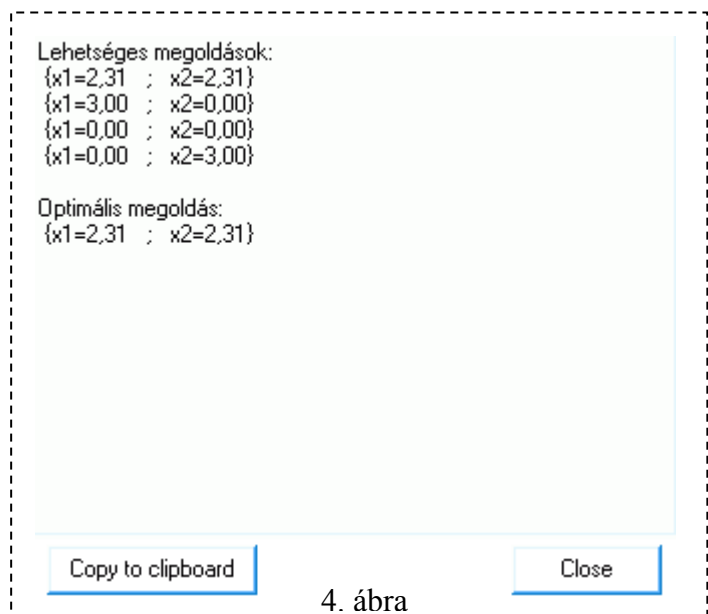 Lehetséges megoldások:
{x1=2,31 ; x2=2,31}
{x1=3,00 ; x2=0,00}
{x1=0,00 ; x2=0,00}
{x1=0,00 ; x2=3,00}
Optimális megoldás:
{x1=2,31 ; x2=2,31}
Copy to clipboard
Close
4. ábra